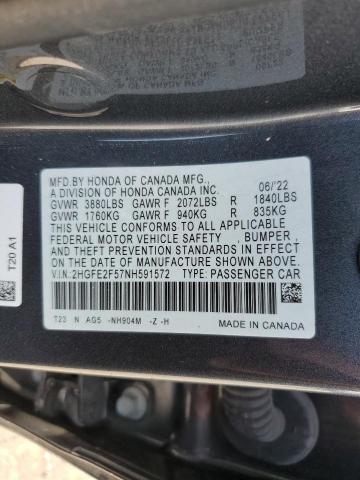 MFD.BY HONDA OF CANADA MFG.,
A DIVISION OF HONDA CANADA INC. 06/'22
GVWR 3880LBS GAWR F 2072LBS R 1840LBS
GVWR 1760KG GAWR F 940KG R 835KG
THIS VEHICLE CONFORMS TO ALL APPLICABLE
FEDERAL MOTOR VEHICLE SAFETY , BUMPER,
AND THEFT PREVENTION STANDARDS IN EFFECT
ON THE DATE OF MANUFACTURE SHOWN ABOVE.
V.I.N:2HGFE2F57NH591572 TYPE:PASSENGER CAR
T23 N AG5 -NH904M -Z -H
MADE IN CANADA
T20 A1